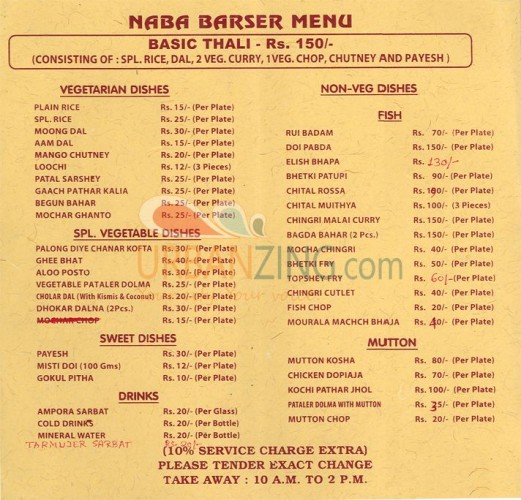 NABA BARSER MENU
BASIC THALI - Rs. 150/-
(CONSISTING OF : SPL. RICE, DAL, 2 VEG. CURRY, 1VEG. CHOP, CHUTNEY AND PAYESH )
VEGETARIAN DISHES
PLAIN RICE Rs. 15/- (Per Plate)
SPL. RICE Rs. 25/- (Per Plate)
MOONG DAL Rs. 30/- (Per Plate)
AAM DAL Rs. 15/- (Per Plate)
MANGO CHUTNEY Rs. 20/- (Per Plate)
LOOCHI Rs. 12/- (3 Pieces)
PATAL SARSHEY Rs. 25/- (Per Plate)
GAACH PATHAR KALIA Rs. 25/- (Per Plate)
BEGUN BAHAR Rs. 25/- (Per Plate)
MOCHAR GHANTO Rs. 25/- (Per Plate)
SPL. VEGETABLE DISHES
PALONG DIYE CHANAR KOFTA Rs. 30/- (Per Plate)
GHEE BHAT Rs. 40/- (Per Plate)
ALOO POSTO Rs. 30/- (Per Plate)
VEGETABLE PATALER DOLMA Rs. 25/- (Per Plate)
CHOLAR DAL (With Kismis & Coconut) Rs. 20/- (Per Plate)
DHOKAR DALNA (2Pcs.) Rs. 30/- (Per Plate)
MOCHAR CHOP Rs. 15/- (Per Plate)
SWEET DISHES
PAYESH Rs. 30/- (Per Plate)
MISTI DOI (100 Gms) Rs. 12/- (Per Plate)
GOKUL PITHA Rs. 10/- (Per Plate)
DRINKS
AMPORA SARBAT Rs. 20/- (Per Glass)
COLD DRINKS Rs. 20/- (Per Bottle)
MINERAL WATER Rs. 20/- (Per Bottle)
TARMUJER SARBAT Rs. 20/-
NON-VEG DISHES
FISH
RUI BADAM Rs. 70/- (Per Plate)
DOI PABDA Rs. 150/- (Per Plate)
ELISH BHAPA Rs. 130/-
BHETKI PATUPI Rs. 90/- (Per Plate)
CHITAL ROSSA Rs. 190/- (Per Plate)
CHITAL MUITHYA Rs. 100/- (3 Pieces)
CHINGRI MALAI CURRY Rs. 150/- (Per Plate)
BAGDA BAHAR (2 Pcs.) Rs. 150/- (Per Plate)
MOCHA CHINGRI Rs. 40/- (Per Plate)
BHETKI FRY Rs. 50/- (Per Plate)
TOPSHEY FRY Rs. 60/- (Per Plate)
CHINGRI CUTLET Rs. 40/- (Per Plate)
FISH CHOP Rs. 20/- (Per Plate)
MOURALA MACHCH BHAJA Rs. 40/- (Per Plate)
MUTTON
MUTTON KOSHA Rs. 80/- (Per Plate)
CHICKEN DOPIAJA Rs. 70/- (Per Plate)
KOCHI PATHAR JHOL Rs. 100/- (Per Plate)
PATALER DOLMA WITH MUTTON Rs. 35/- (Per Plate)
MUTTON CHOP Rs. 20/- (Per Plate)
(10% SERVICE CHARGE EXTRA)
PLEASE TENDER EXACT CHANGE
TAKE AWAY : 10 A.M. TO 2 P.M.
URBANZING.com